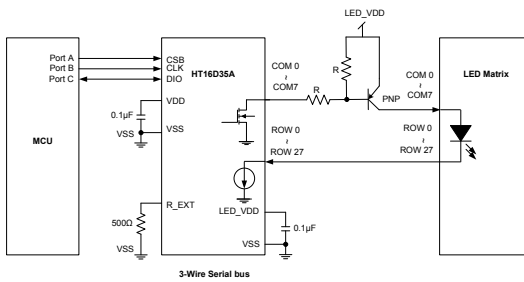 LED_VDD
Port A
Port B
Port C
CSB
CLK
DIO
HT16D35A
COM 0
~
COM7
R
R
PNP
COM 0
~
COM7
LED Matrix
VDD
0.1μF
VSS
VSS
MCU
ROW 0
~
ROW 27
ROW 0
~
ROW 27
R_EXT
500Ω
VSS
LED_VDD
0.1μF
VSS
3-Wire Serial bus